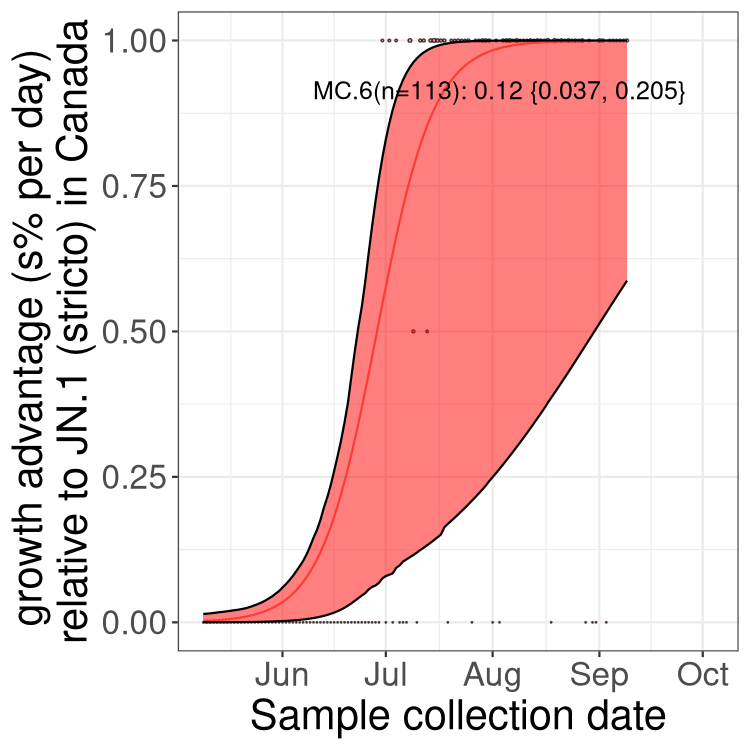 growth advantage (s% per day)
relative to JN.1 (stricto) in Canada
1.00
0.75
0.50
0.25
0.00
MC.6(n=113): 0.12 {0.037, 0.205}
Jun Jul Aug Sep Oct
Sample collection date